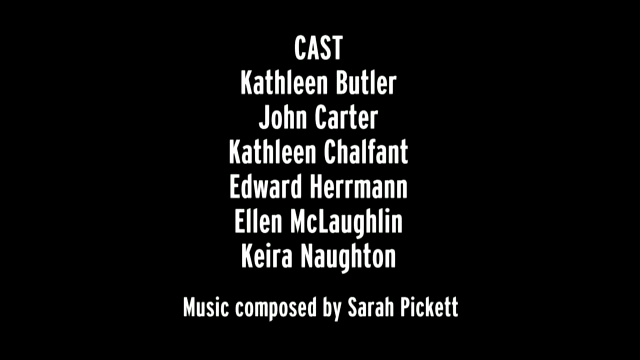 CAST
Kathleen Butler
John Carter
Kathleen Chalfant
Edward Herrmann
Ellen McLaughlin
Keira Naughton
Music composed by Sarah Pickett